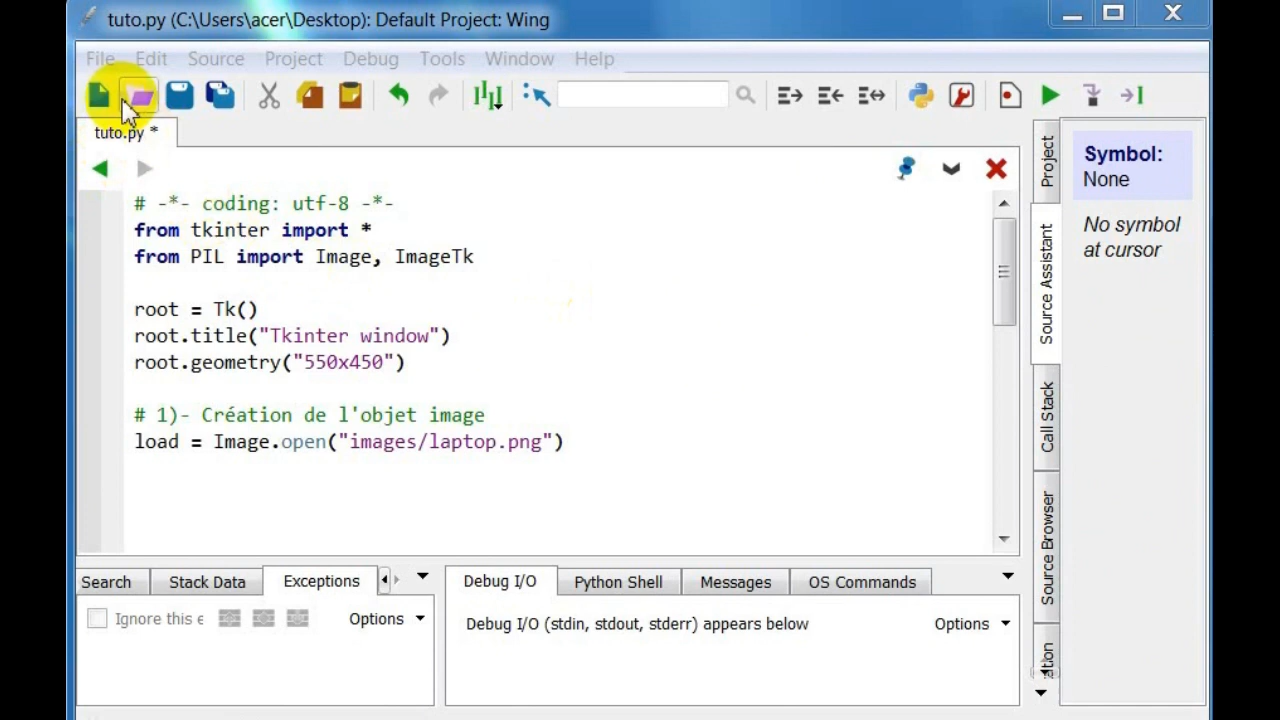 tuto.py (C:\Users\acer\Desktop): Default Project: Wing
File Edit Source Project Debug Tools Window Help
tuto.py *
# -*- coding: utf-8 -*-
from tkinter import *
from PIL import Image, ImageTk
root = Tk()
root.title("Tkinter window")
root.geometry("550x450")
# 1)- Création de l'objet image
load = Image.open("images/laptop.png")
Project
Source Assistant
Call Stack
Source Browser
Symbol:
None
No symbol
at cursor
Search Stack Data Exceptions
Ignore this e Options
Debug I/O Python Shell Messages OS Commands
Debug I/O (stdin, stdout, stderr) appears below Options